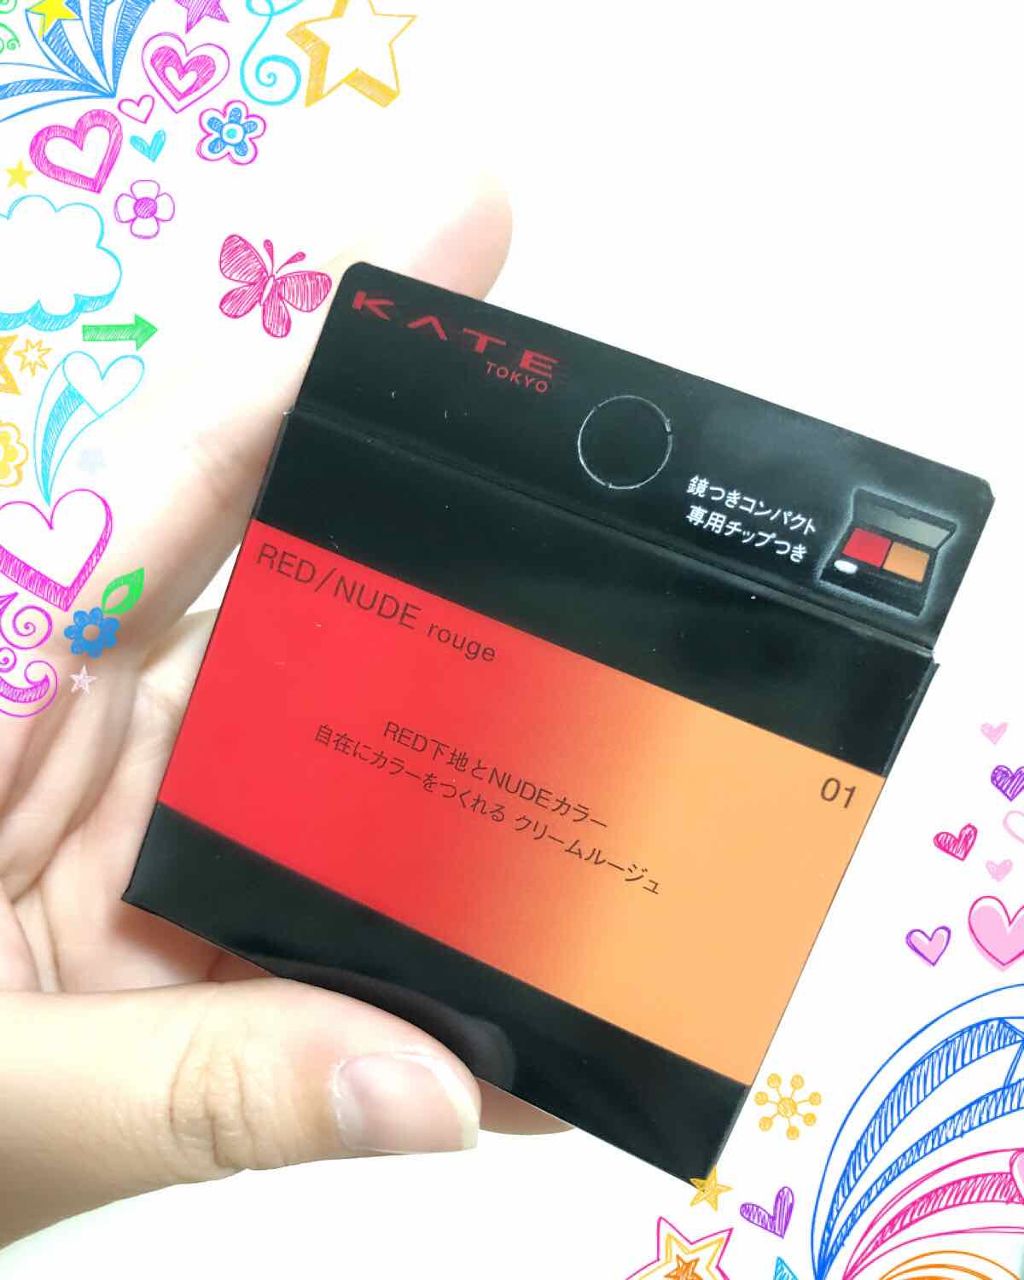 KATE
TOKYO
鏡つきコンパクト
専用チップつき
RED/NUDE rouge
01
RED下地とNUDEカラー
自在にカラーをつくれる クリームルージュ